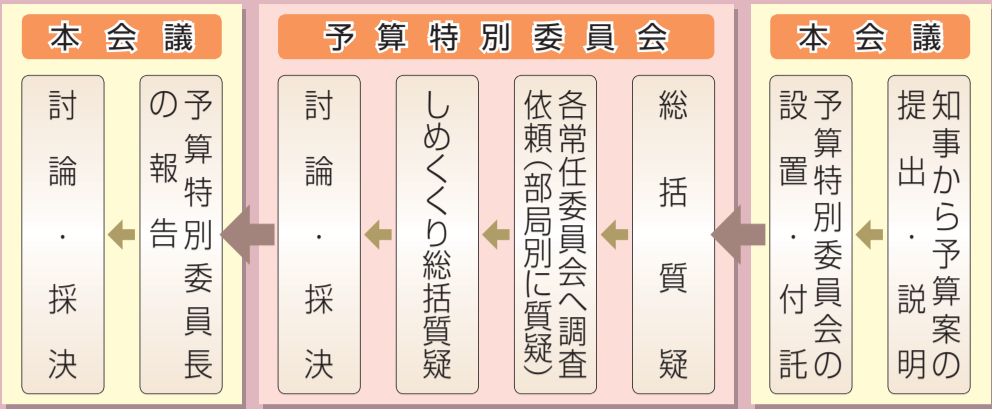 本会議
知事から予算案の
提出・説明
予算特別委員会の
設置・付託
予算特別委員会
総括質疑
各常任委員会へ調査
依頼(部局別に質疑)
しめくくり総括質疑
討論・採決
本会議
予算特別委員長
の報告
討論・採決